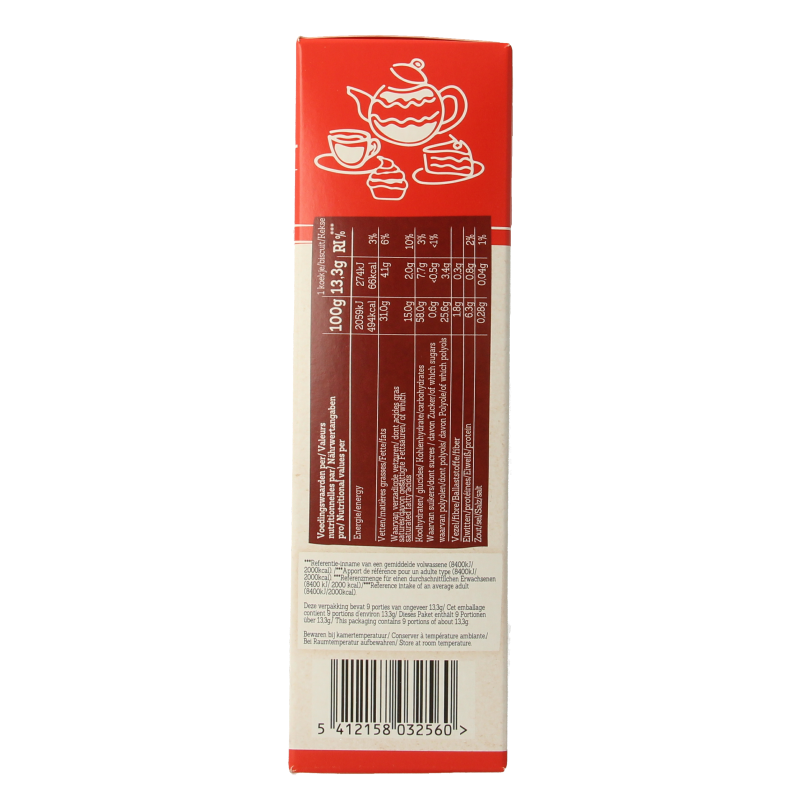 1 koekje/biscuit/Kekse
Voedingswaarden per/ Valeurs
nutritionnelles par/ Nährwertangaben
pro/ Nutritional values per 100g 13,3g RI***%
Energie/energy 2059kJ 274kJ
494kcal 66kcal 3%
Vetten/matières grasses/Fette/fats 31.0g 4.1g 6%
Waarvan verzadigde vetzuren/ dont acides gras
saturés/davon gesättigte Fettsäuren/ of which
saturated fatty acids 15.0g 2.0g 10%
Koolhydraten/ glucides/ Kohlenhydrate/carbohydrates 58.0g 7.7g 3%
Waarvan suikers/dont sucres / davon Zucker/of which sugars 0.6g <0.5g <1%
waarvan polyolen/dont polyols/ davon Polyole/of which polyols 25.6g 3.4g
Vezel/fibre/Ballaststoffe/fiber 1.8g 0.3g
Eiwitten/protéines/Eiweiß/protein 6.3g 0.8g 2%
Zout/sel/Salz/salt 0.28g 0,04g 1%
***Referentie-inname van een gemiddelde volwassene (8400kJ/
2000kcal) /***Apport de référence pour un adulte type (8400kJ/
2000kcal) ***Referenzmenge für einen durchschnittlichen Erwachsenen
(8400 kJ/ 2000 kcal)/***Reference intake of an average adult
(8400kJ/2000kcal)
Deze verpakking bevat 9 porties van ongeveer 13.3g/ Cet emballage
contient 9 portions d'environ 13.3g/ Dieses Paket enthält 9 Portionen
über 13.3g/ This packaging contains 9 portions of about 13.3g
Bewaren bij kamertemperatuur/ Conserver à température ambiante/
Bei Raumtemperatur aufbewahren/ Store at room temperature.
5 412158 032560 >